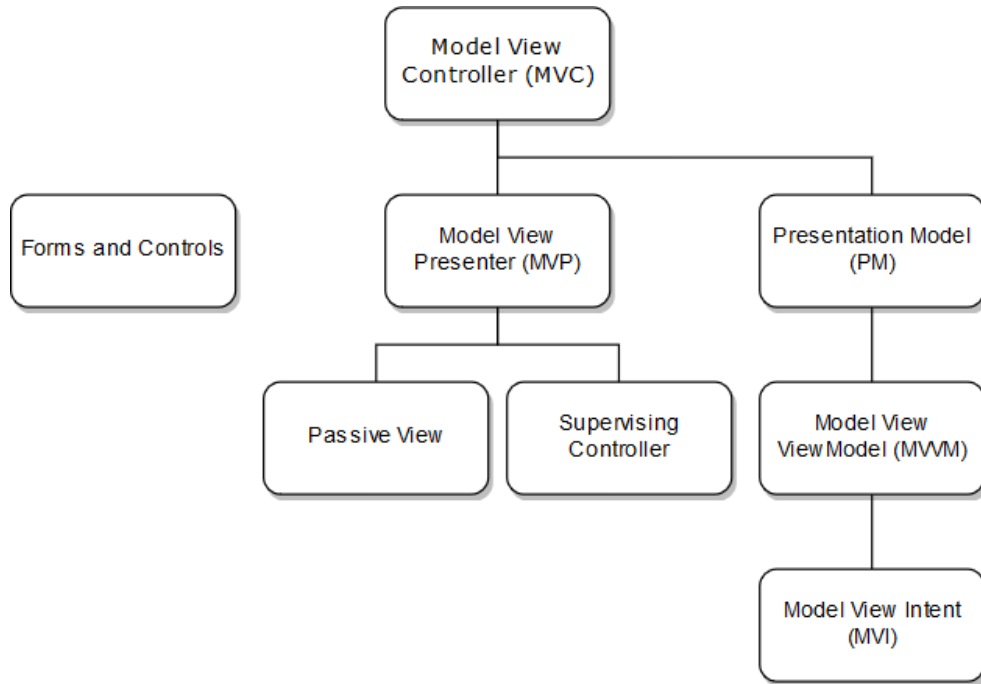 Model View
Controller (MVC)
Forms and Controls
Model View
Presenter (MVP)
Presentation Model
(PM)
Passive View
Supervising
Controller
Model View
ViewModel (MVVM)
Model View Intent
(MVI)